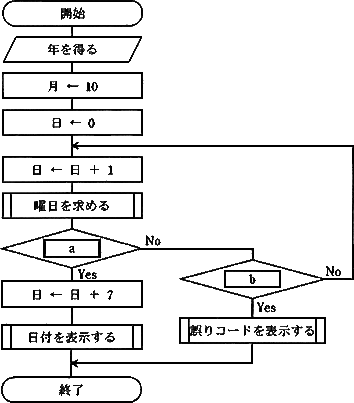 開始
年を得る
月 ← 10
日 ← 0
日 ← 日 + 1
曜日を求める
a
No
Yes
b
No
Yes
日 ← 日 + 7
日付を表示する
誤りコードを表示する
終了